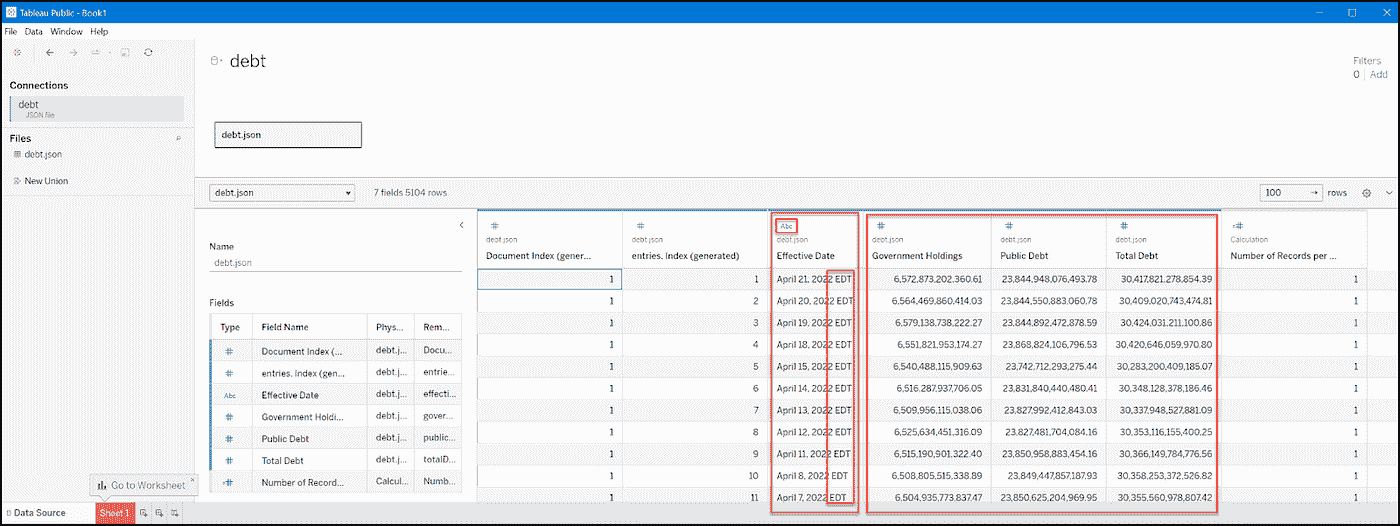 Tableau Public - Book1
File Data Window Help
Connections
debt
JSON file
Files
debt.json
New Union
debt
Filters
0 Add
debt.json
debt.json
7 fields 5104 rows
100 → rows
Name
debt.json
Fields
Type Field Name Phys... Rem...
# Document Index (... debt.j... Docu...
# entries. Index (gen... debt.j... entrie...
Abc Effective Date debt.j... effecti...
# Government Holdi... debt.j... gover...
# Public Debt debt.j... public...
# Total Debt debt.j... totalD...
=# Number of Record... Calcul... Numb...
# # Abc # # # =#
debt.json debt.json debt.json debt.json debt.json debt.json Calculation
Document Index (gener... entries. Index (generated) Effective Date Government Holdings Public Debt Total Debt Number of Records per ...
1 1 April 21, 2022 EDT 6,572,873,202,360.61 23,844,948,076,493.78 30,417,821,278,854.39 1
1 2 April 20, 2022 EDT 6,564,469,860,414.03 23,844,550,883,060.78 30,409,020,743,474.81 1
1 3 April 19, 2022 EDT 6,579,138,738,222.27 23,844,892,472,878.59 30,424,031,211,100.86 1
1 4 April 18, 2022 EDT 6,551,821,953,174.27 23,868,824,106,796.53 30,420,646,059,970.80 1
1 5 April 15, 2022 EDT 6,540,488,115,909.63 23,742,712,293,275.44 30,283,200,409,185.07 1
1 6 April 14, 2022 EDT 6,516,287,937,706.05 23,831,840,440,480.41 30,348,128,378,186.46 1
1 7 April 13, 2022 EDT 6,509,956,115,038.06 23,827,992,412,843.03 30,337,948,527,881.09 1
1 8 April 12, 2022 EDT 6,525,634,451,316.09 23,827,481,704,084.16 30,353,116,155,400.25 1
1 9 April 11, 2022 EDT 6,515,190,901,322.40 23,850,958,883,454.16 30,366,149,784,776.56 1
1 10 April 8, 2022 EDT 6,508,805,515,338.89 23,849,447,857,187.93 30,358,253,372,526.82 1
1 11 April 7, 2022 EDT 6,504,935,773,837.47 23,850,625,204,969.95 30,355,560,978,807.42 1
Go to Worksheet ×
Data Source Sheet 1